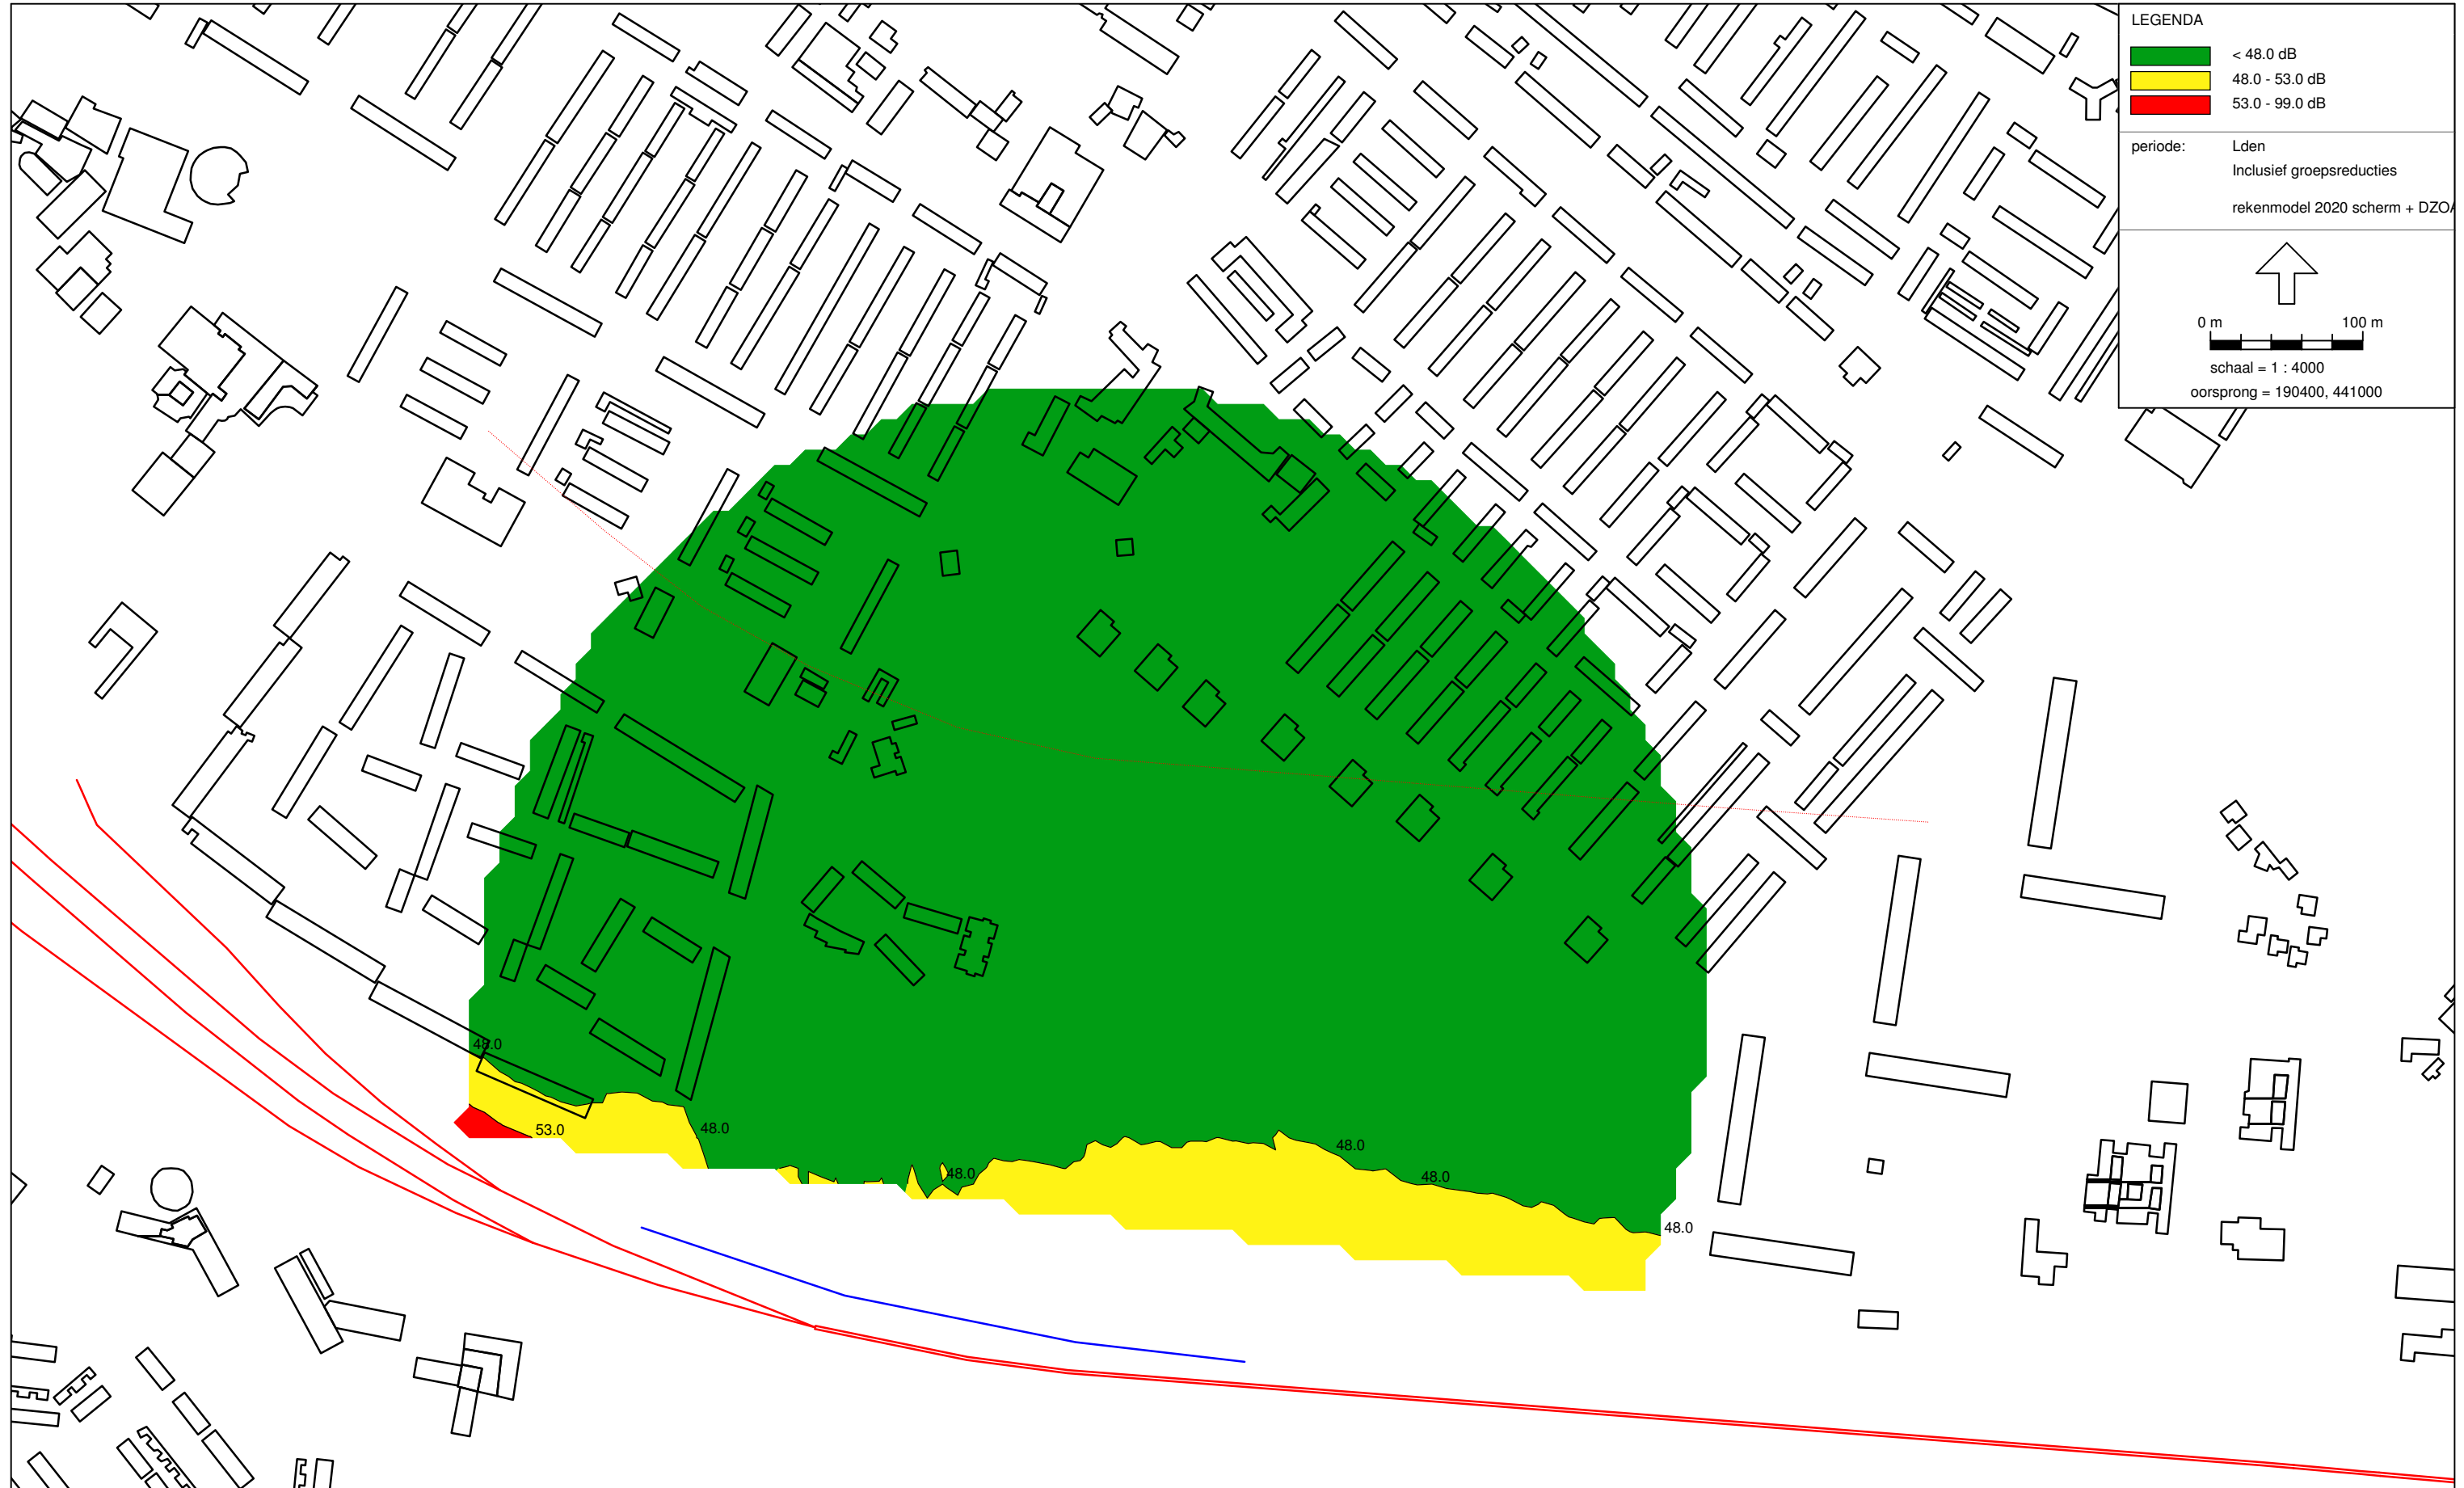 LEGENDA
< 48.0 dB
48.0 - 53.0 dB
53.0 - 99.0 dB
periode: Lden
Inclusief groepsreducties
rekenmodel 2020 scherm + DZOA
0 m 100 m
schaal = 1 : 4000
oorsprong = 190400, 441000
48.0
53.0
48.0
48.0
48.0
48.0
48.0